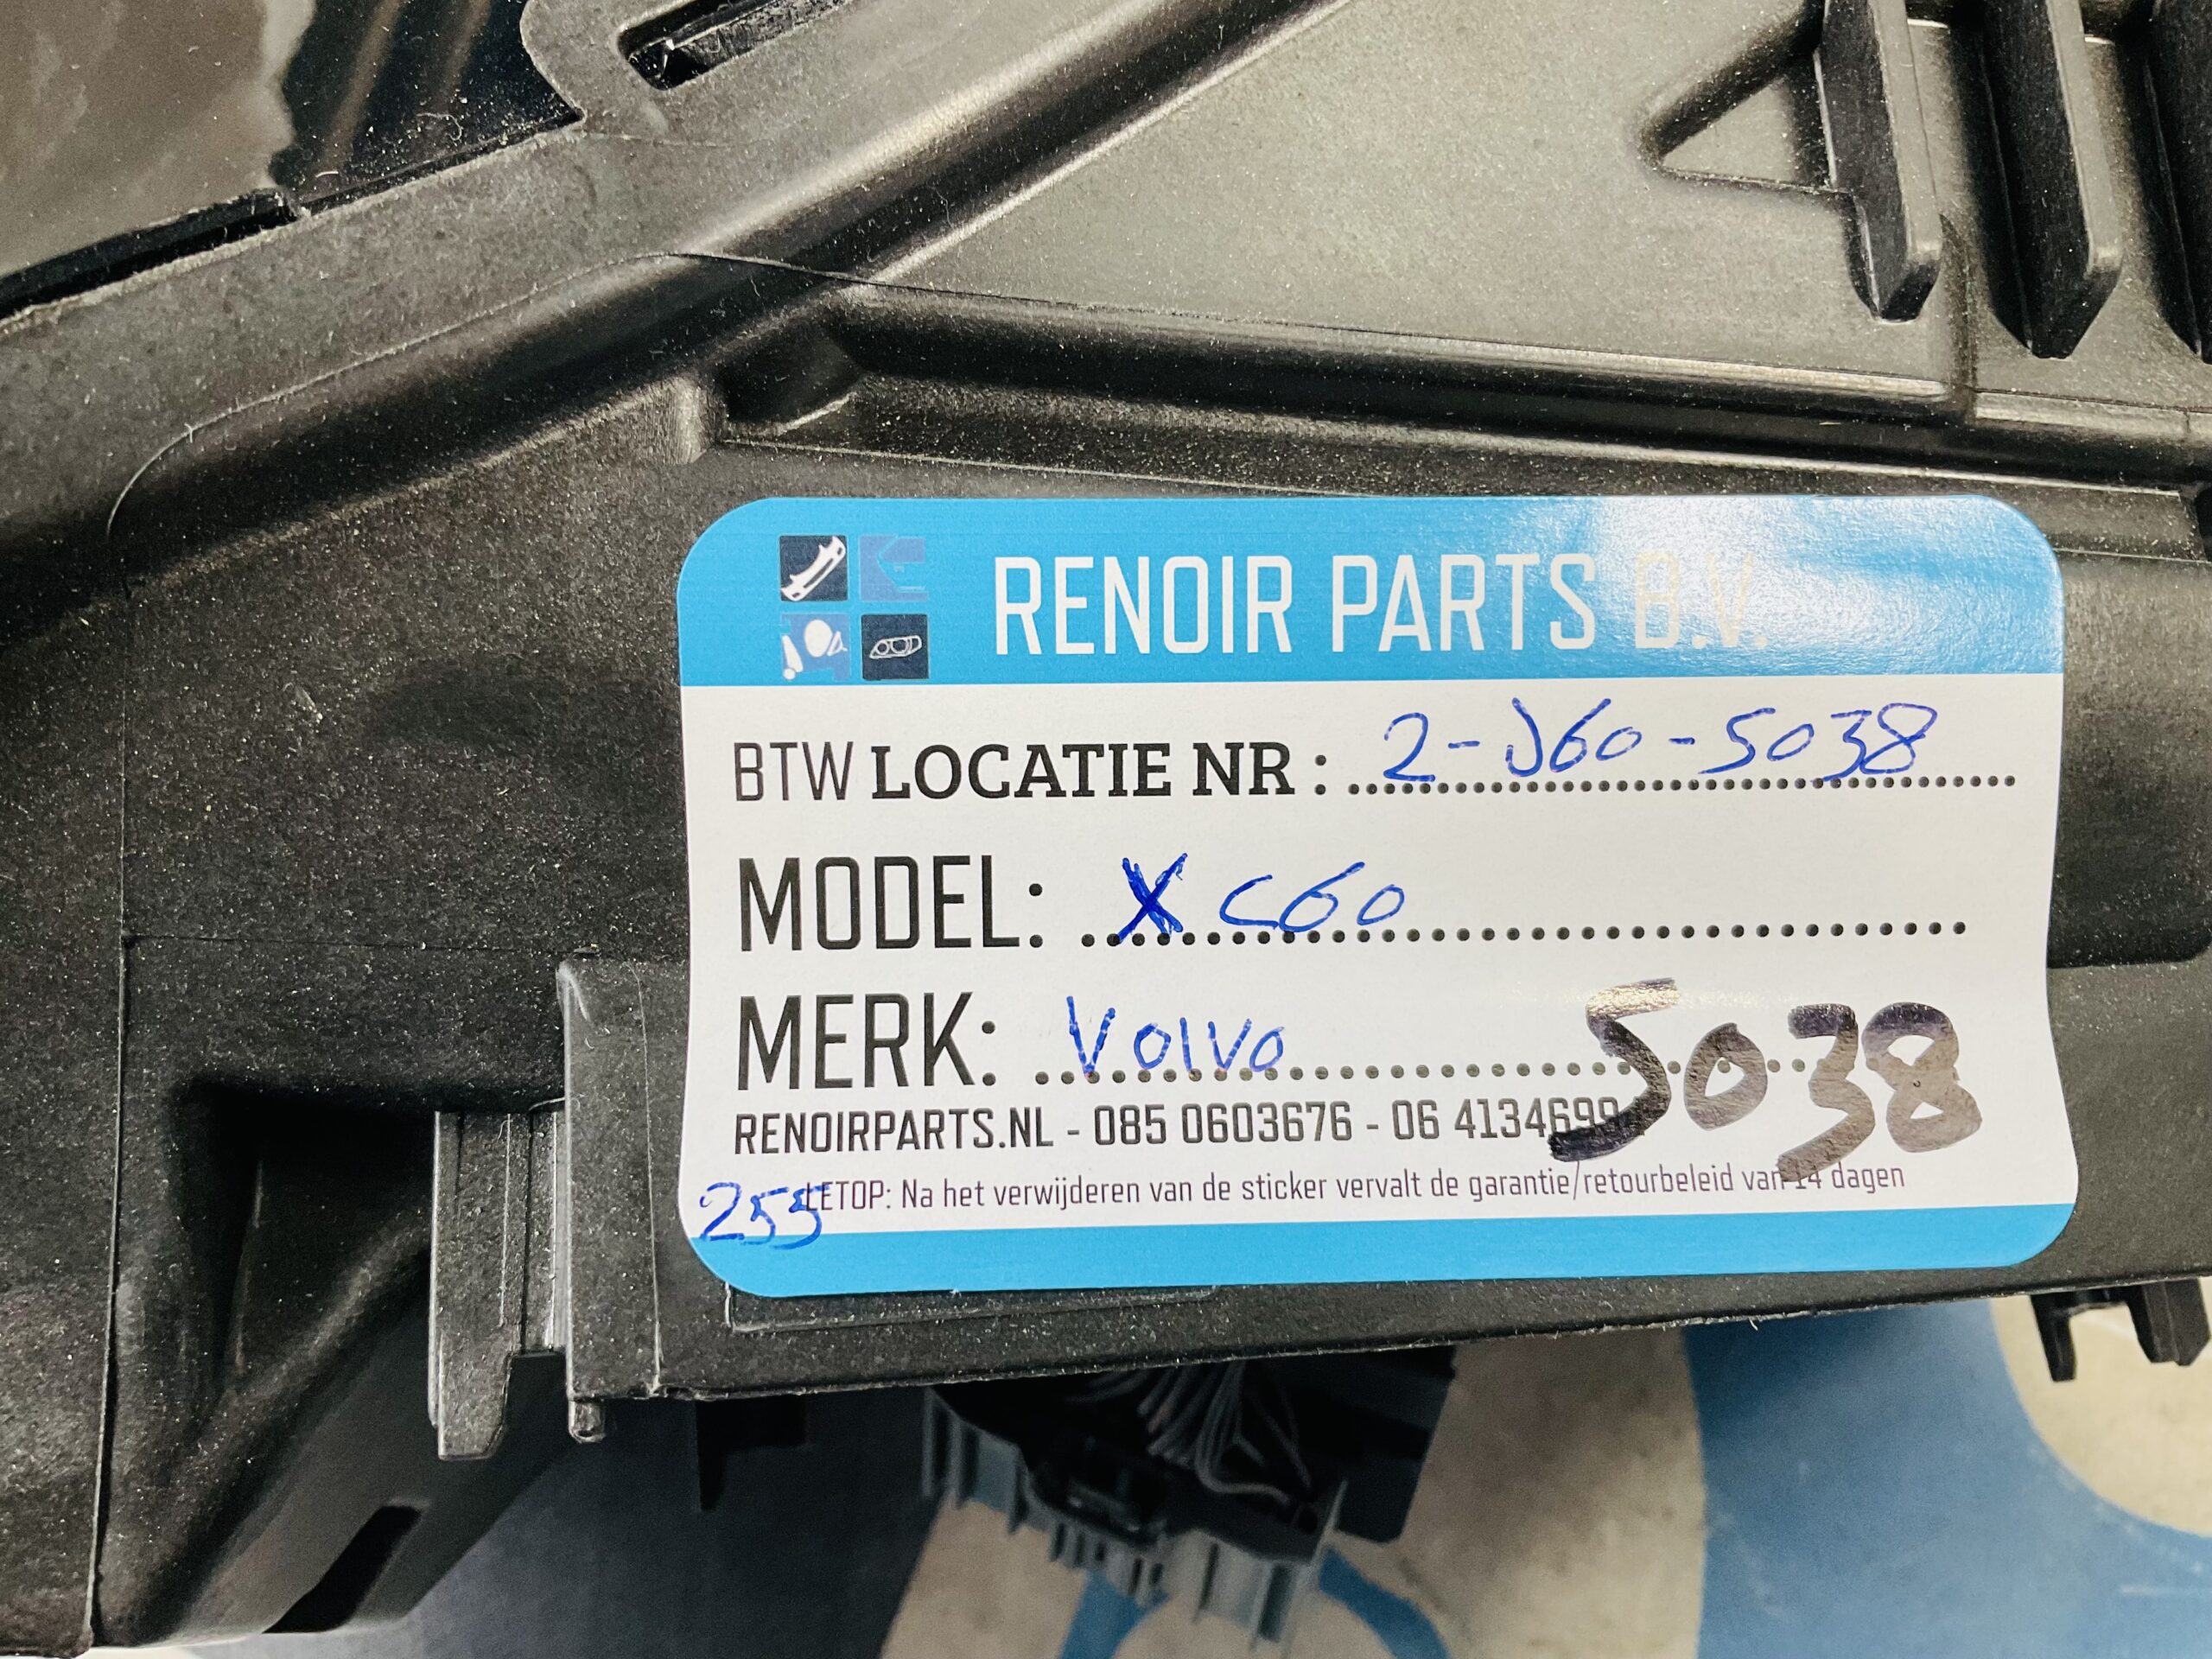 RENOIR PARTS B.V.
BTW LOCATIE NR : 2-J60-5038
MODEL: XC60
MERK: Volvo
5038
RENOIRPARTS.NL - 085 0603676 - 06 4134699
255
LETOP: Na het verwijderen van de sticker vervalt de garantie/retourbeleid van 14 dagen